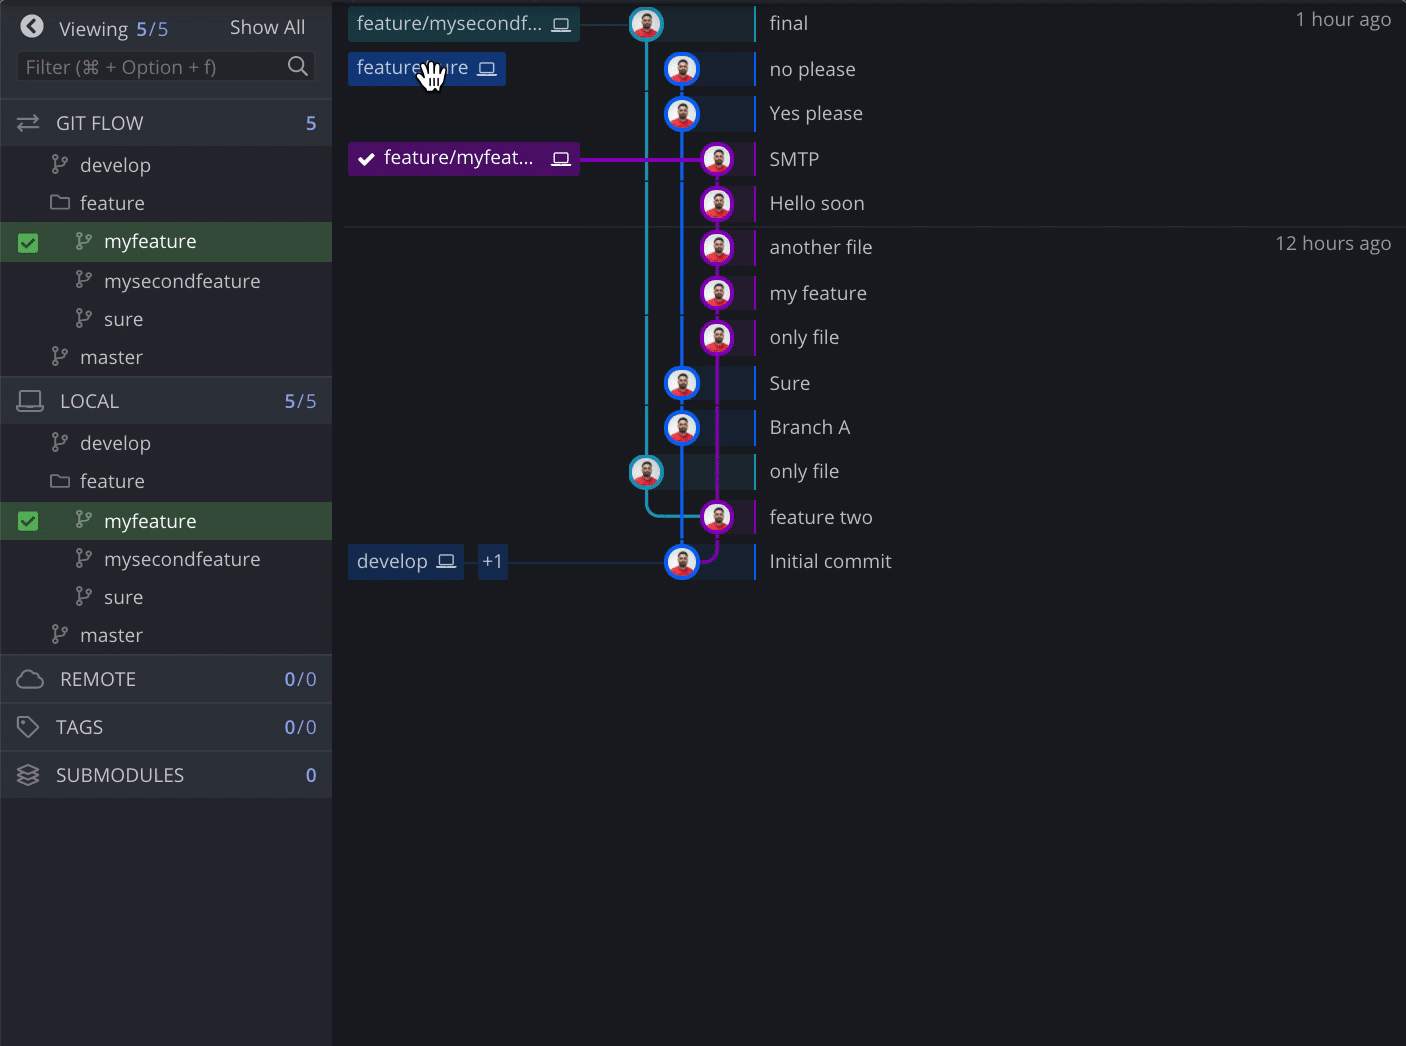 Viewing 5/5 Show All
Filter (⌘ + Option + f)
GIT FLOW 5
develop
feature
myfeature
mysecondfeature
sure
master
LOCAL 5/5
develop
feature
myfeature
mysecondfeature
sure
master
REMOTE 0/0
TAGS 0/0
SUBMODULES 0
feature/mysecondf... final 1 hour ago
no please
Yes please
feature/myfeat... SMTP
Hello soon
another file 12 hours ago
my feature
only file
Sure
Branch A
only file
feature two
develop +1 Initial commit